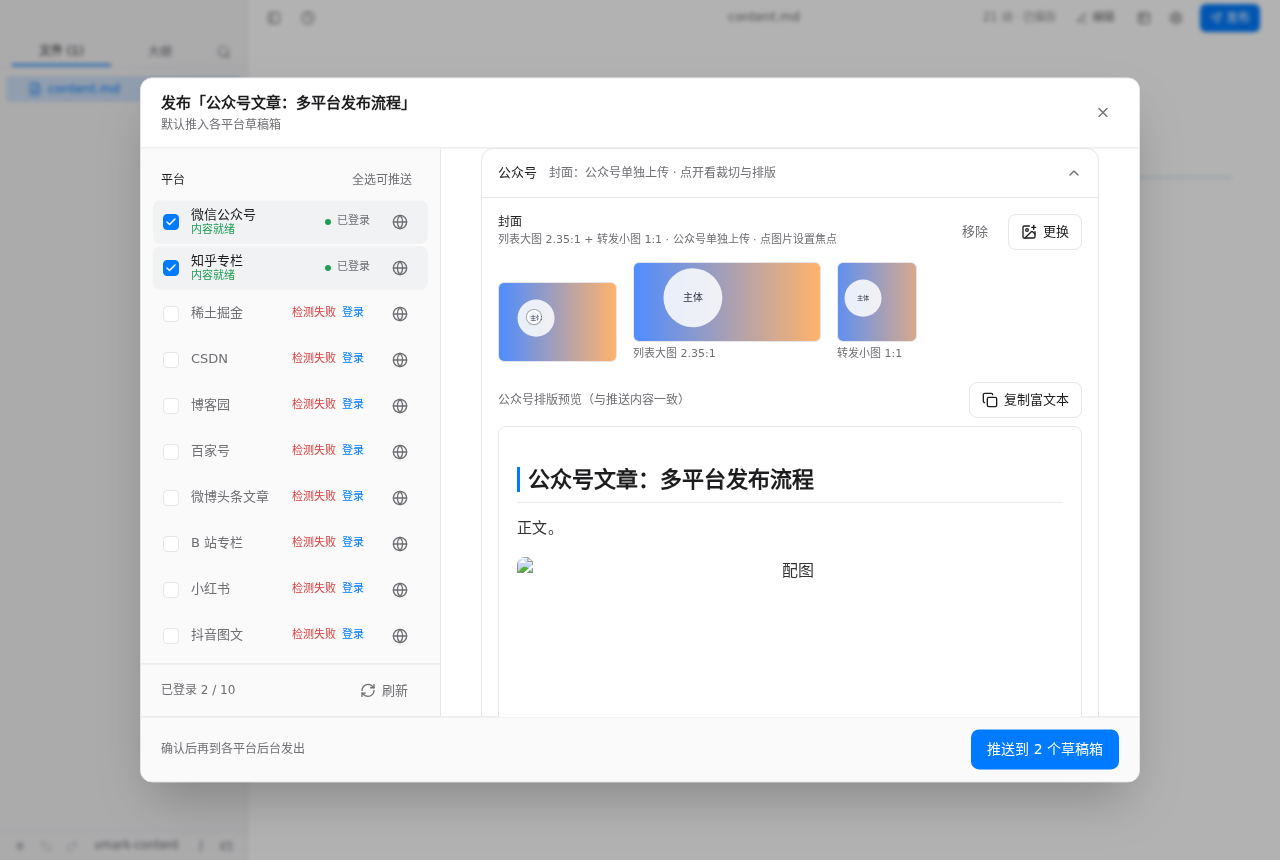 content.md
21 词 · 已保存
编辑
发布
文件 (1)
大纲
content.md
发布「公众号文章：多平台发布流程」
默认推入各平台草稿箱
平台
全选可推送
微信公众号
内容就绪
已登录
知乎专栏
内容就绪
已登录
稀土掘金
检测失败 登录
CSDN
检测失败 登录
博客园
检测失败 登录
百家号
检测失败 登录
微博头条文章
检测失败 登录
B 站专栏
检测失败 登录
小红书
检测失败 登录
抖音图文
检测失败 登录
已登录 2 / 10
刷新
公众号 封面：公众号单独上传 · 点开看裁切与排版
封面
列表大图 2.35:1 + 转发小图 1:1 · 公众号单独上传 · 点图片设置焦点
移除
更换
主体
主体
列表大图 2.35:1
转发小图 1:1
公众号排版预览（与推送内容一致）
复制富文本
公众号文章：多平台发布流程
正文。
配图
确认后再到各平台后台发出
推送到 2 个草稿箱
vmark-content